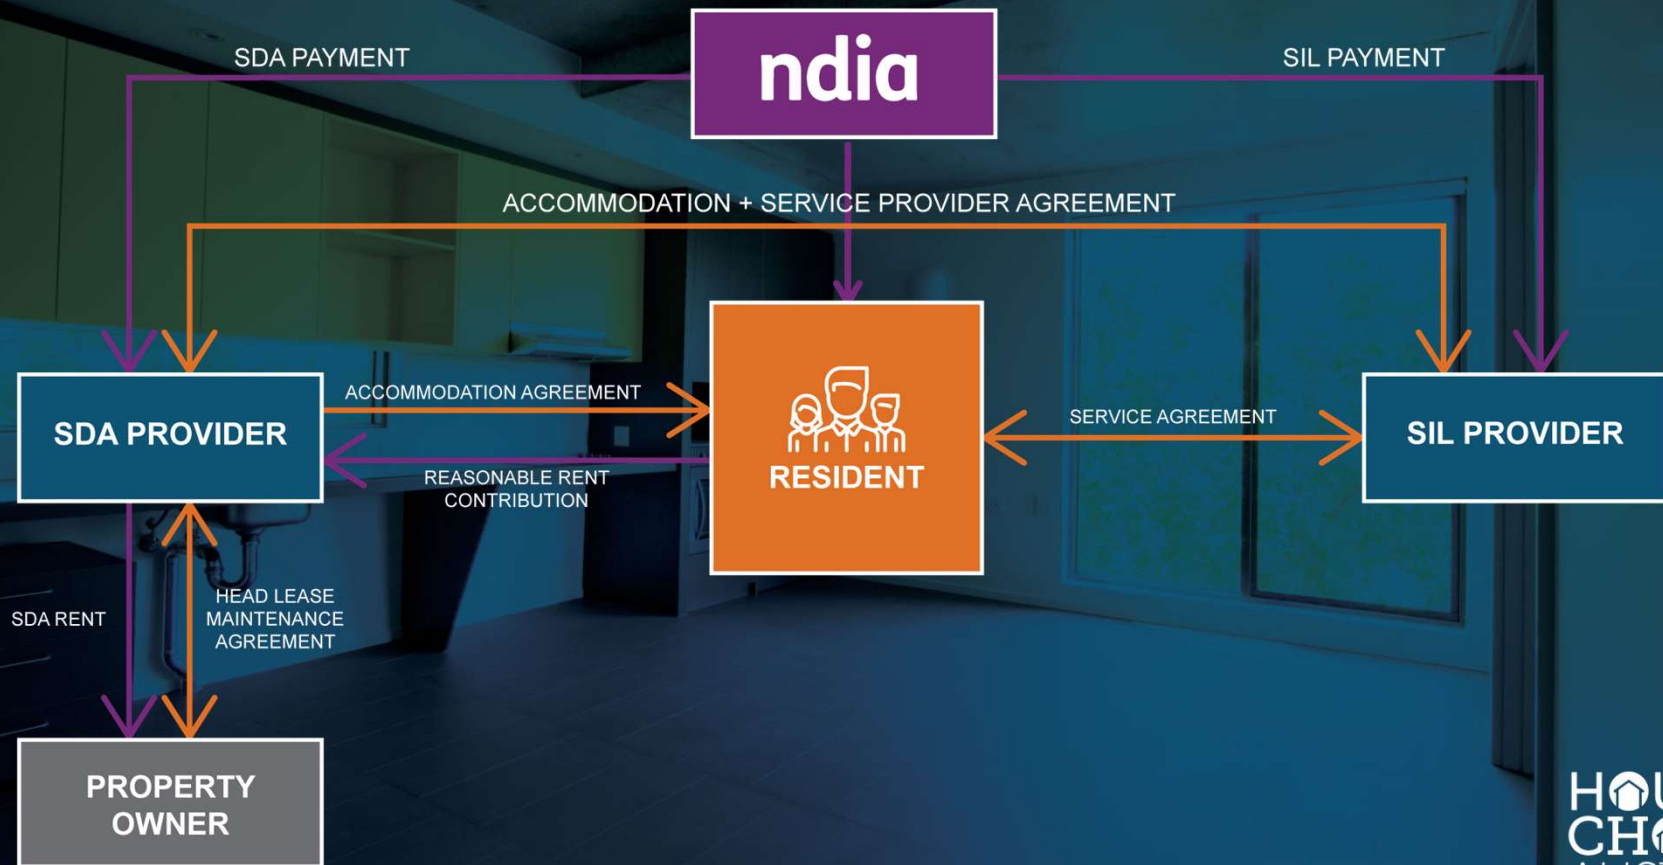 ndia
SDA PAYMENT
SIL PAYMENT
ACCOMMODATION + SERVICE PROVIDER AGREEMENT
SDA PROVIDER
ACCOMMODATION AGREEMENT
REASONABLE RENT
CONTRIBUTION
RESIDENT
SERVICE AGREEMENT
SIL PROVIDER
SDA RENT
HEAD LEASE
MAINTENANCE
AGREEMENT
PROPERTY
OWNER